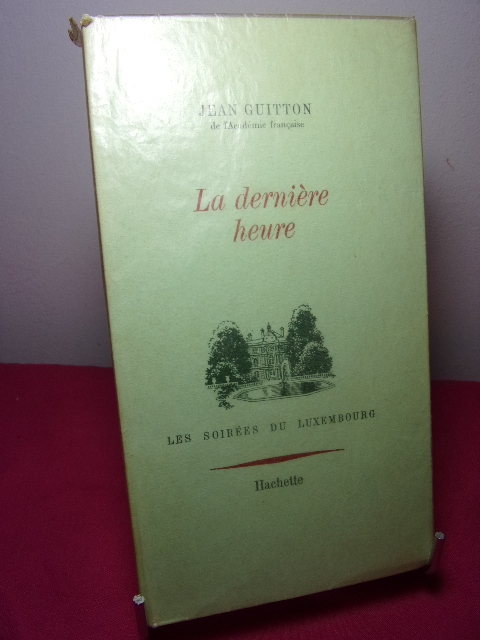 JEAN GUITTON
de l'Académie française
La dernière
heure
LES SOIRÉES DU LUXEMBOURG
Hachette